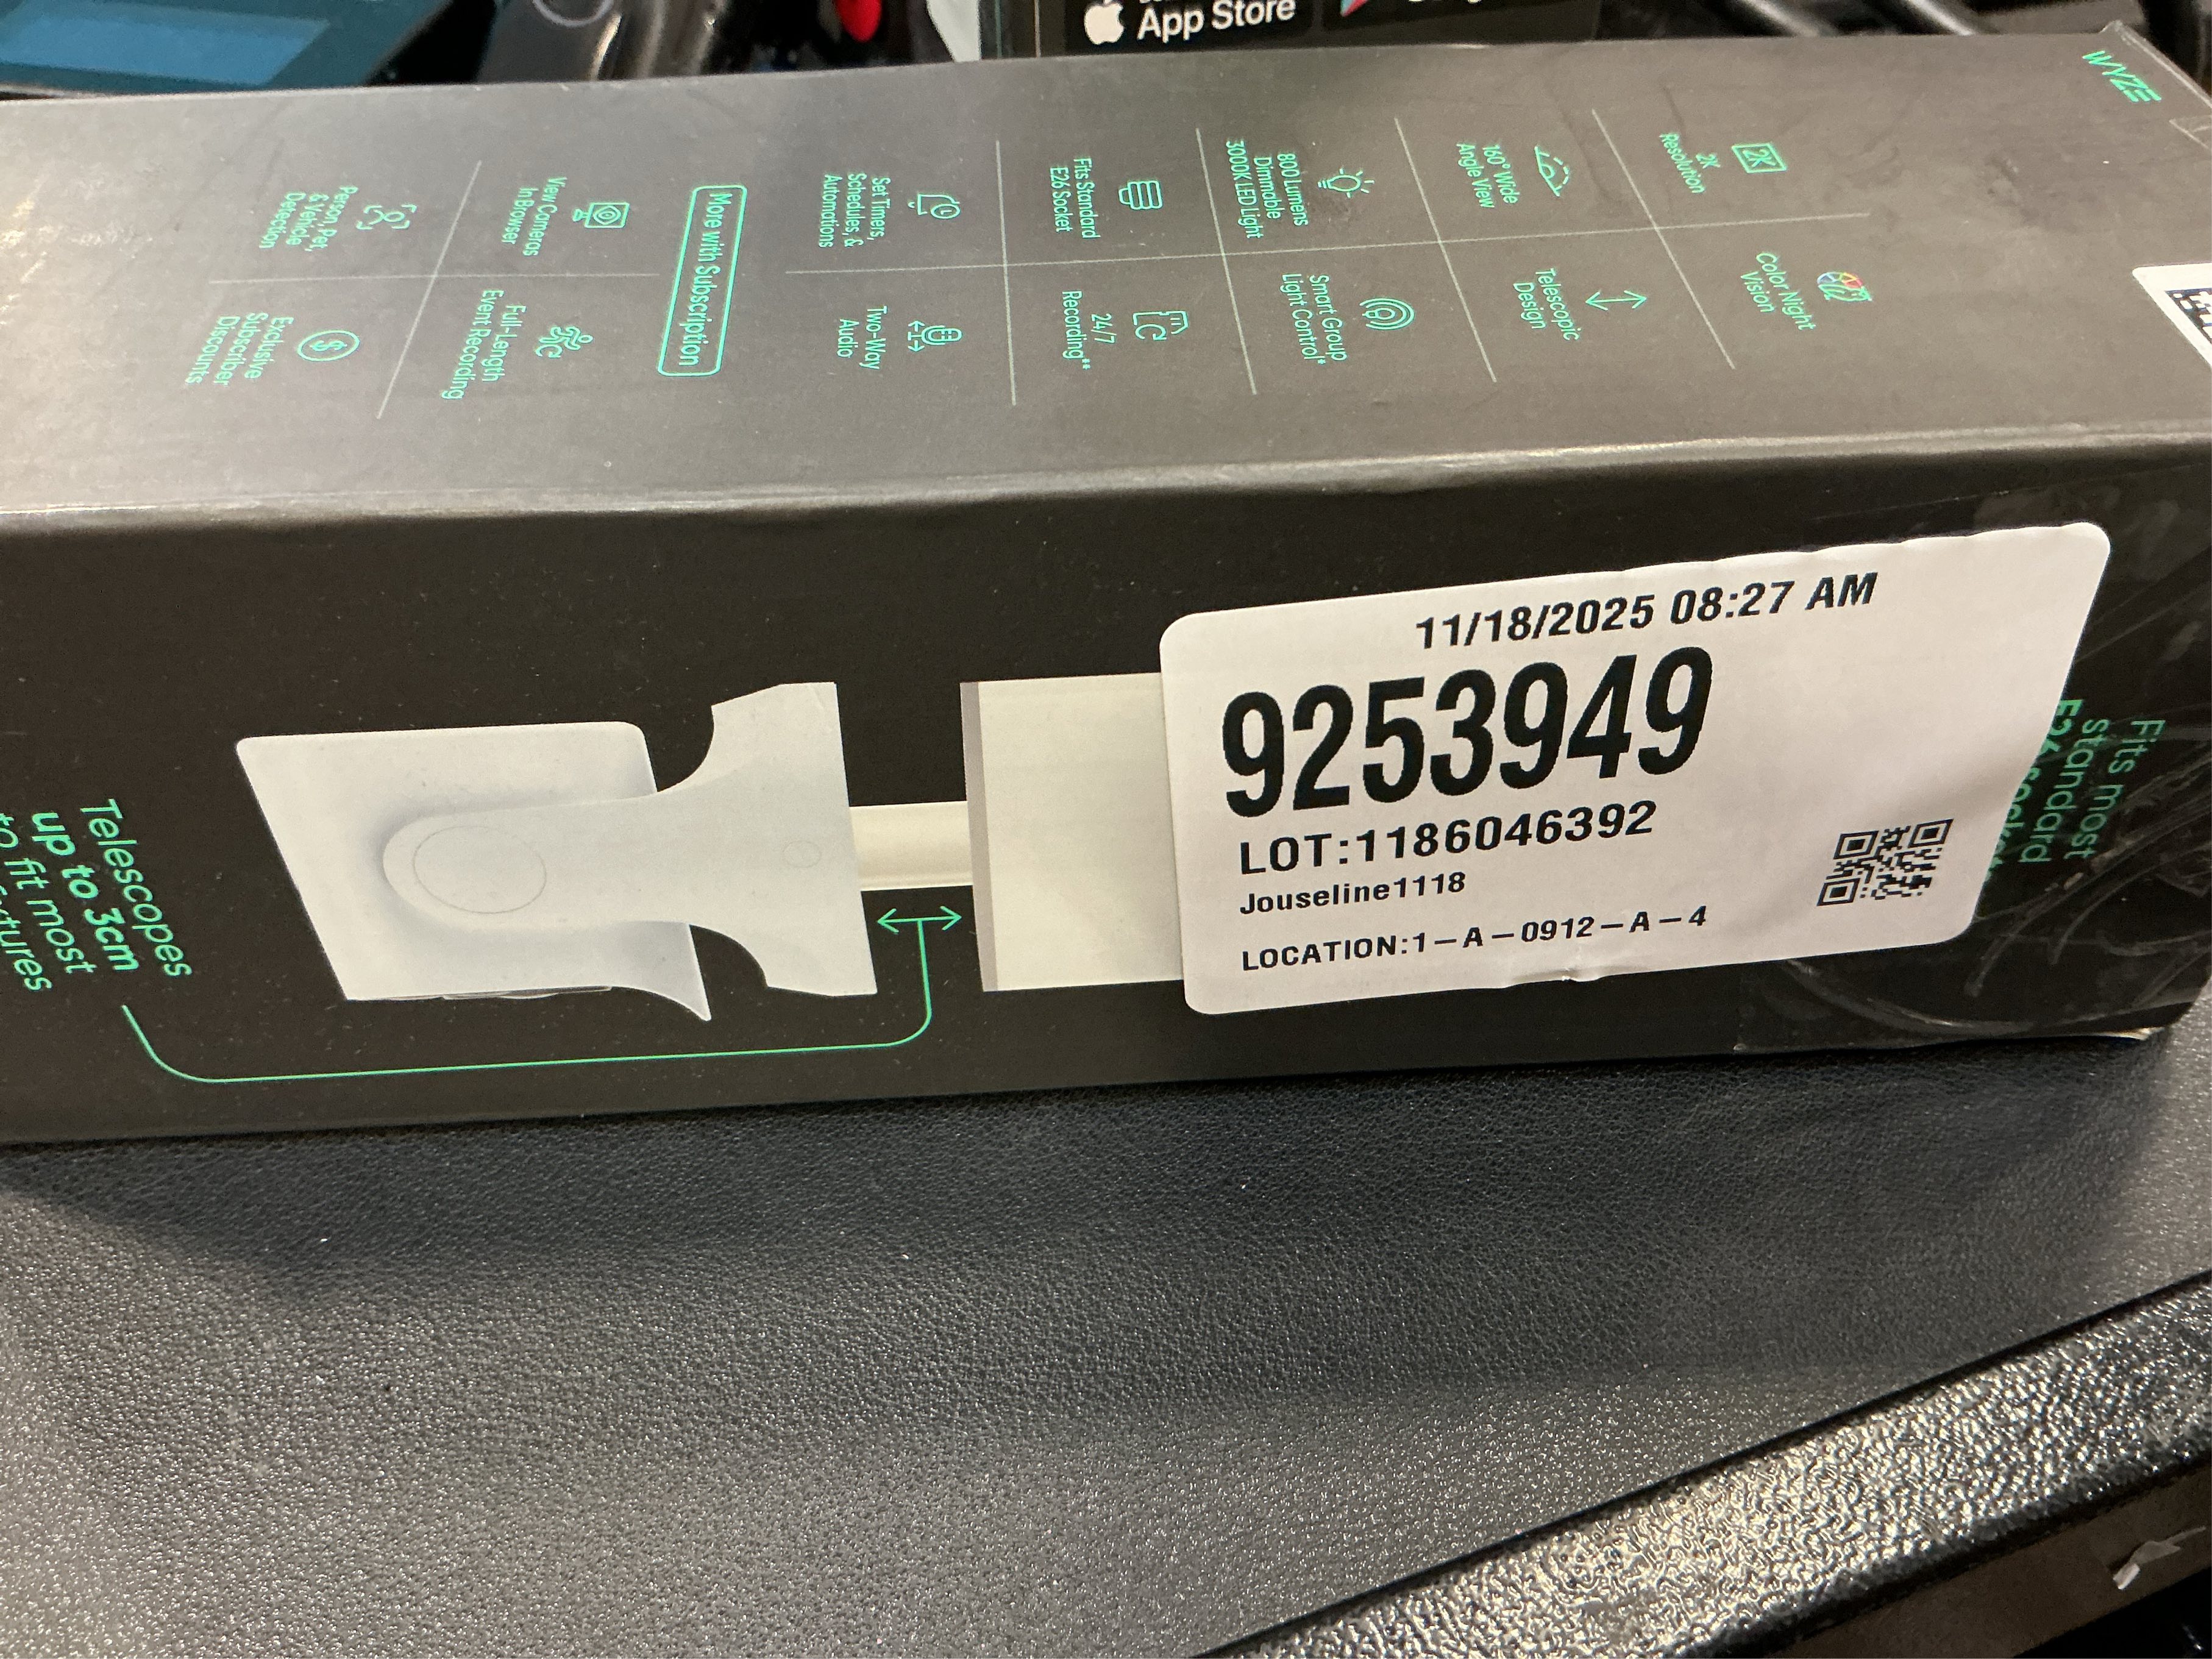 App Store
WYZE
2K
2K
Resolution
Color Night
Vision
160° Wide
Angle View
Telescopic
Design
800 Lumens
Dimmable
3000K LED Light
Smart Group
Light Control*
Fits Standard
E26 Socket
24/7
Recording**
Set Timers,
Schedules, &
Automations
Two-Way
Audio
More with Subscription
View Cameras
In Browser
Full-Length
Event Recording
Person, Pet,
& Vehicle
Detection
$
Exclusive
Subscriber
Discounts
11/18/2025 08:27 AM
9253949
LOT:1186046392
Jouseline1118
LOCATION:1-A-0912-A-4
Fits most
standard
Telescopes
up to 3cm
to fit most